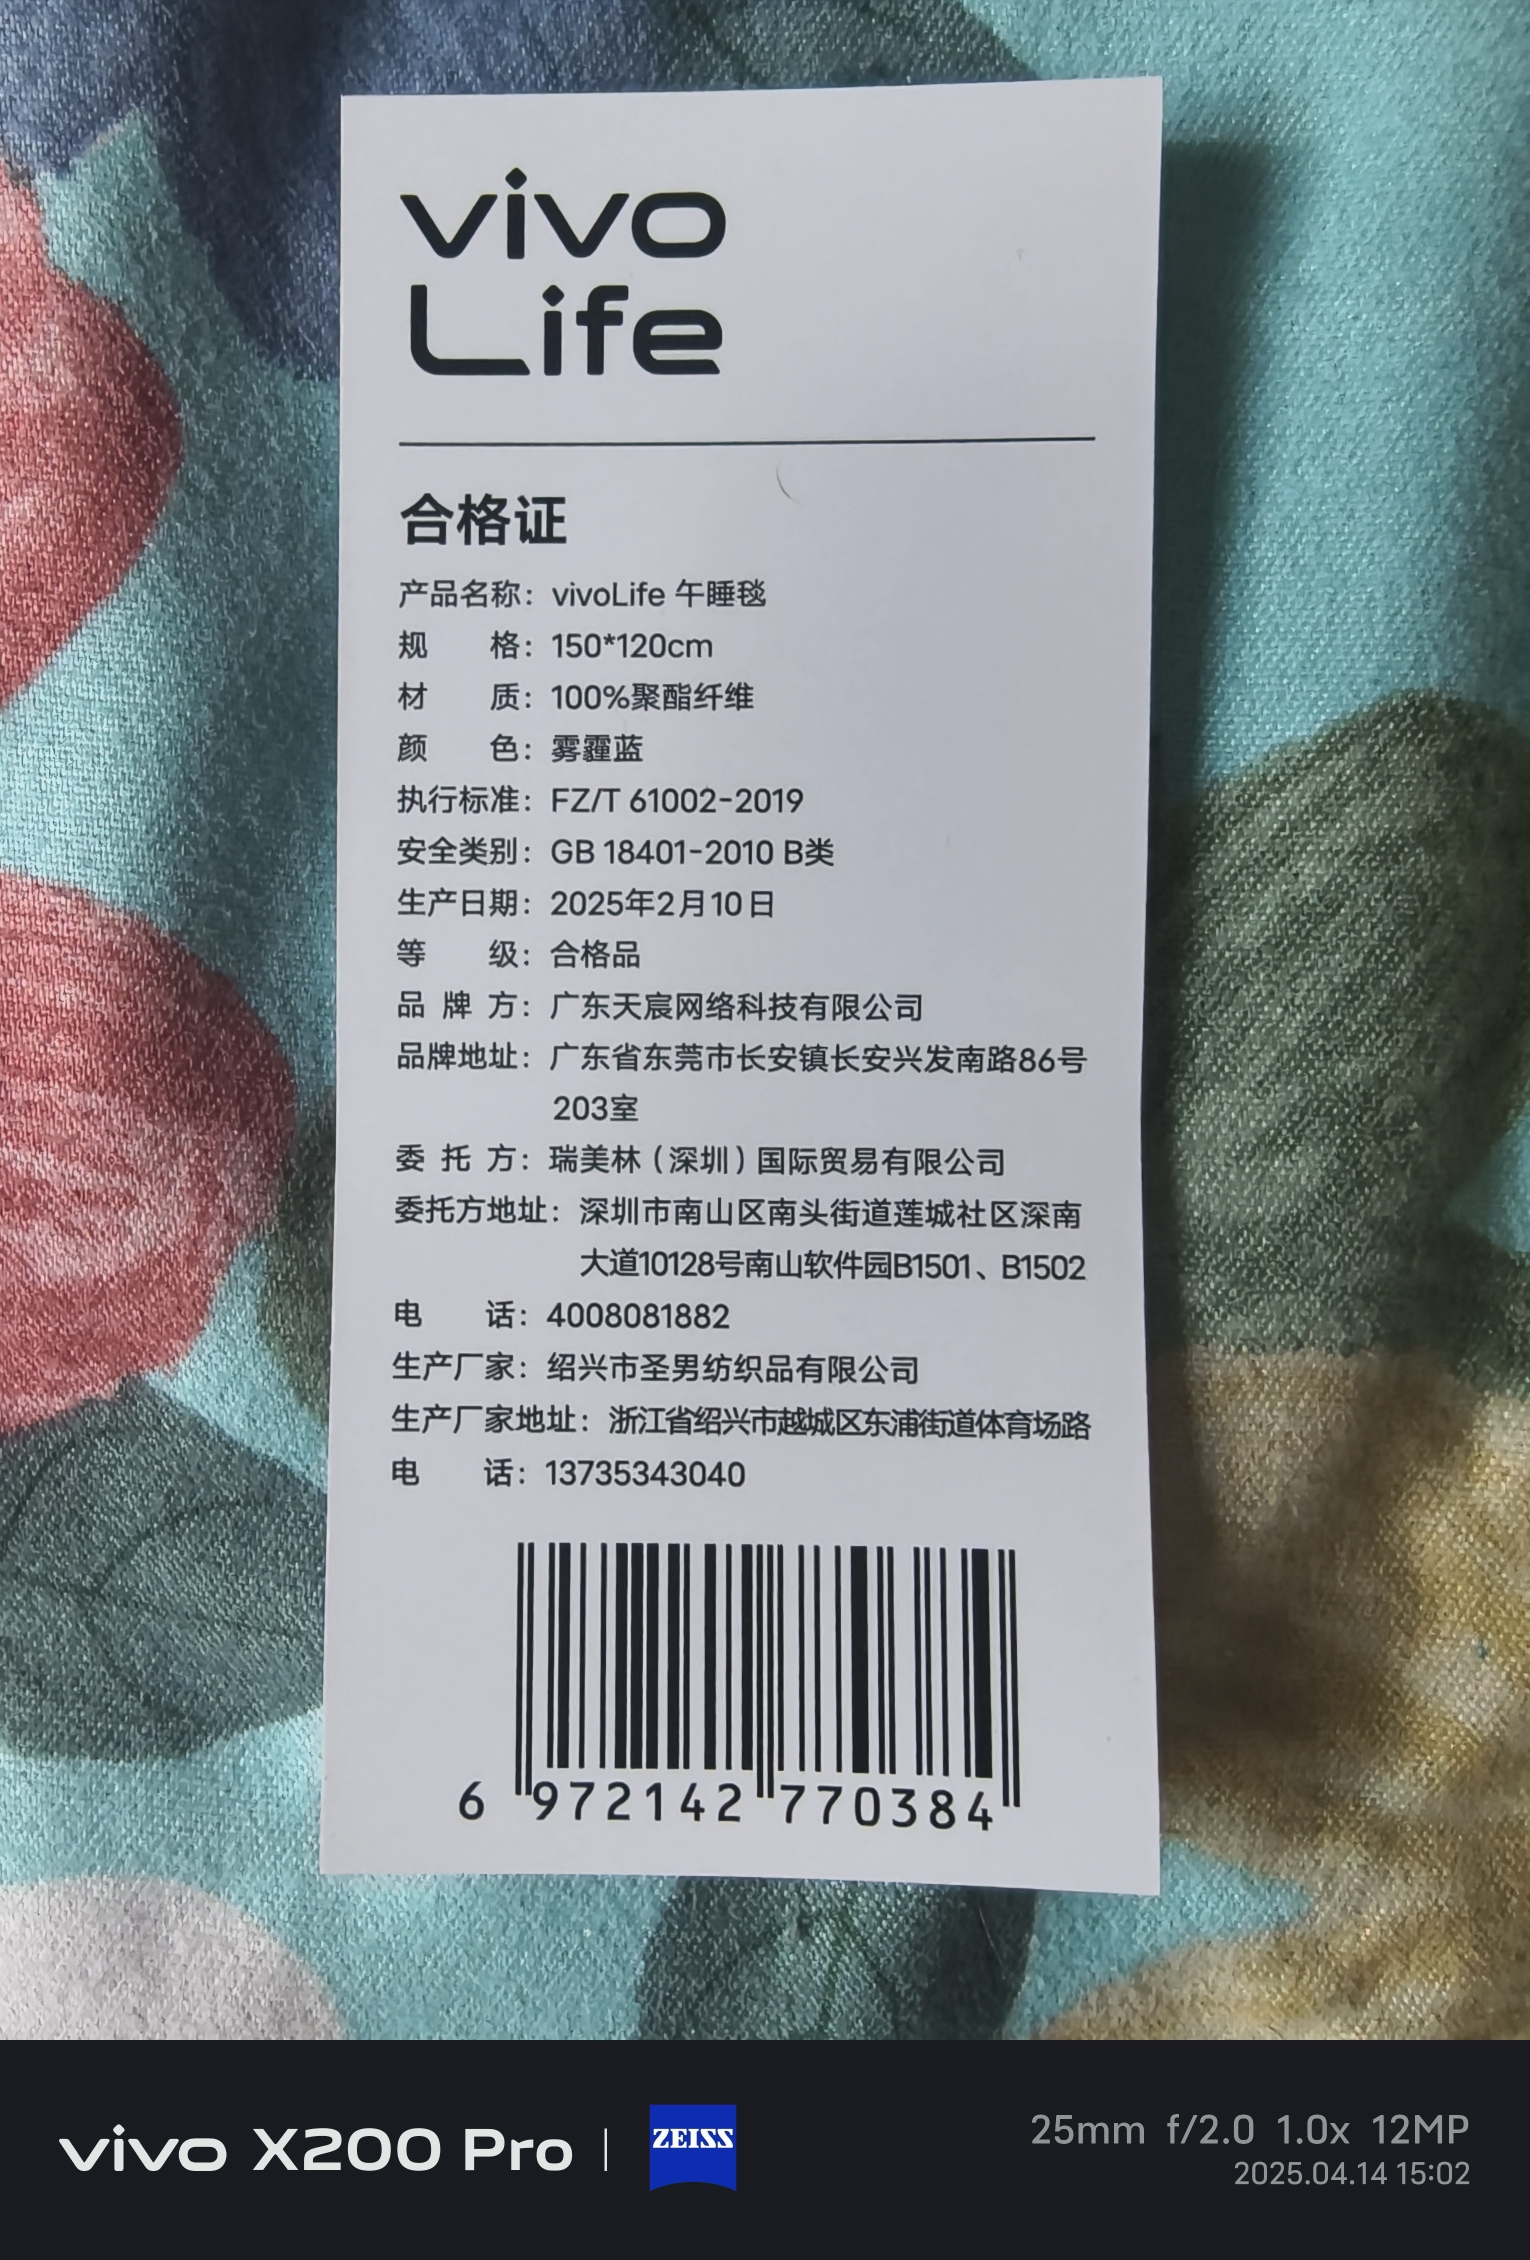 vivo
Life
合格证
产品名称：vivoLife 午睡毯
规 格：150*120cm
材 质：100%聚酯纤维
颜 色：雾霾蓝
执行标准：FZ/T 61002-2019
安全类别：GB 18401-2010 B类
生产日期：2025年2月10日
等 级：合格品
品 牌 方：广东天宸网络科技有限公司
品牌地址：广东省东莞市长安镇长安兴发南路86号
203室
委 托 方：瑞美林（深圳）国际贸易有限公司
委托方地址：深圳市南山区南头街道莲城社区深南
大道10128号南山软件园B1501、B1502
电 话：4008081882
生产厂家：绍兴市圣男纺织品有限公司
生产厂家地址：浙江省绍兴市越城区东浦街道体育场路
电 话：13735343040
6 972142 770384
vivo X200 Pro | ZEISS
25mm f/2.0 1.0x 12MP
2025.04.14 15:02